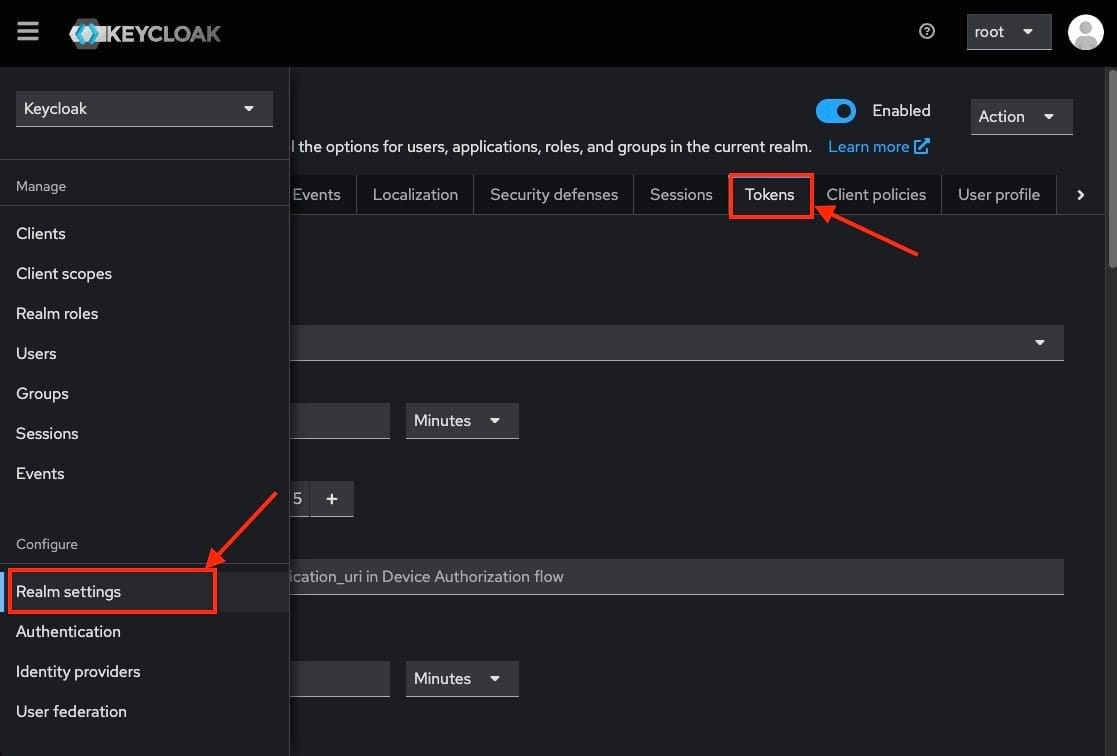 KEYCLOAK
root
Keycloak
Enabled
Action
l the options for users, applications, roles, and groups in the current realm. Learn more
Events Localization Security defenses Sessions Tokens Client policies User profile
Manage
Clients
Client scopes
Realm roles
Users
Groups
Sessions
Events
Configure
Realm settings
Authentication
Identity providers
User federation
Minutes
5 +
ication_uri in Device Authorization flow
Minutes